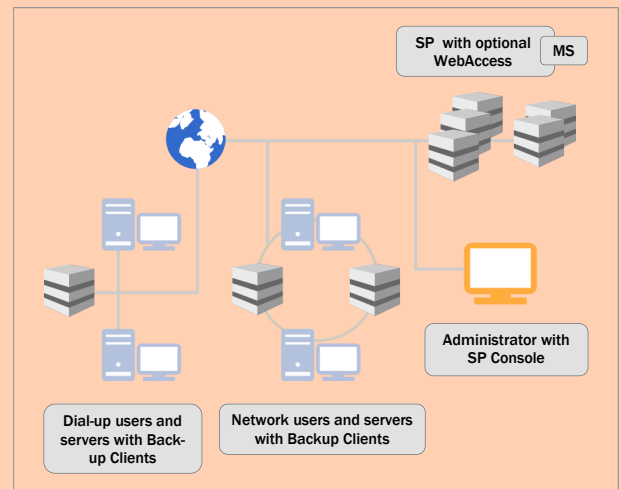 SP with optional
WebAccess
MS
Administrator with
SP Console
Dial-up users and
servers with Back-
up Clients
Network users and servers
with Backup Clients